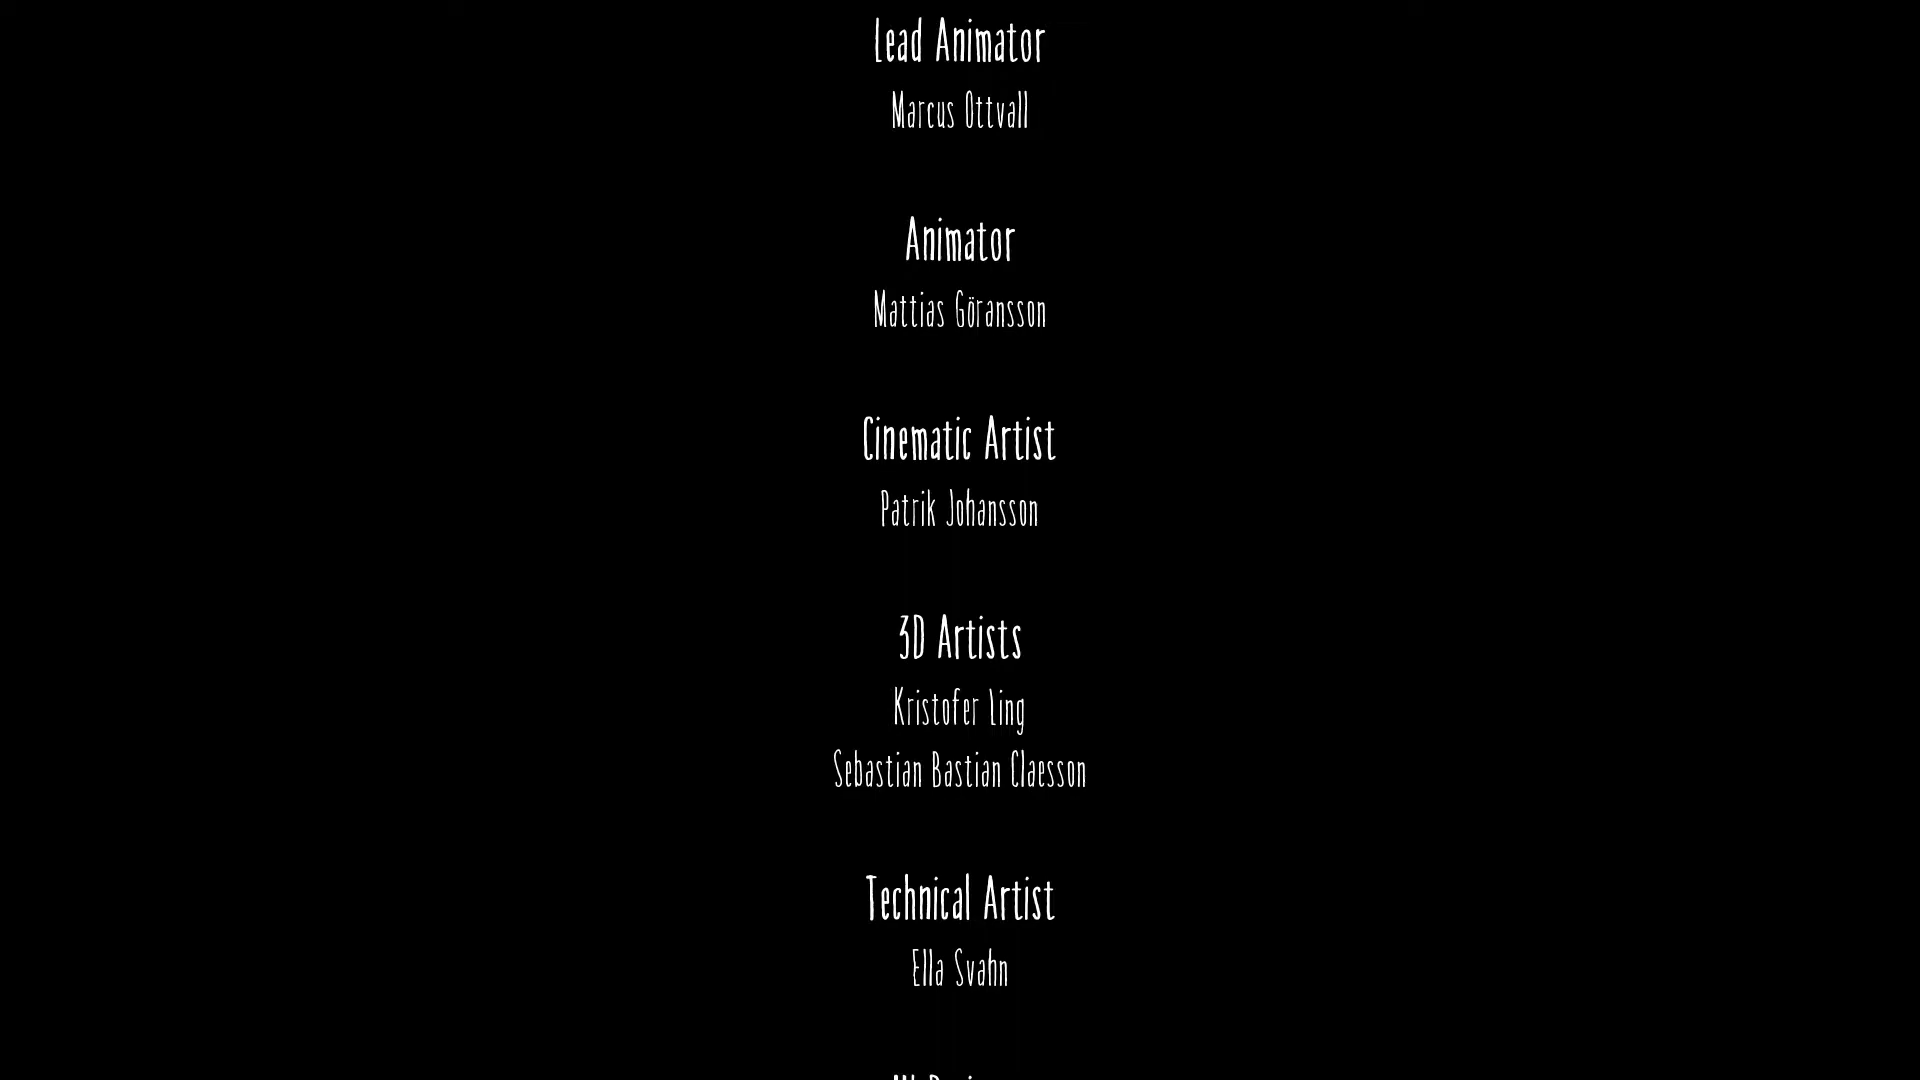 Lead Animator
Marcus Ottvall
Animator
Mattias Göransson
Cinematic Artist
Patrik Johansson
3D Artists
Kristofer Ling
Sebastian Bastian Claesson
Technical Artist
Ella Svahn